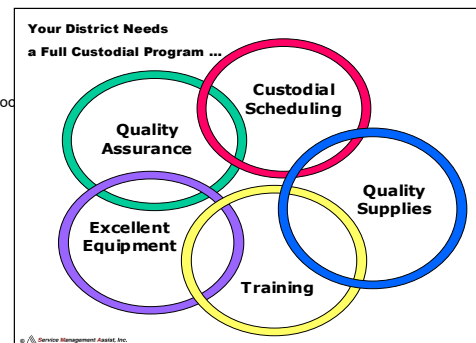 Your District Needs
a Full Custodial Program ...
Custodial
Scheduling
Quality
Assurance
Quality
Supplies
Excellent
Equipment
Training
© Service Management Assist, Inc.